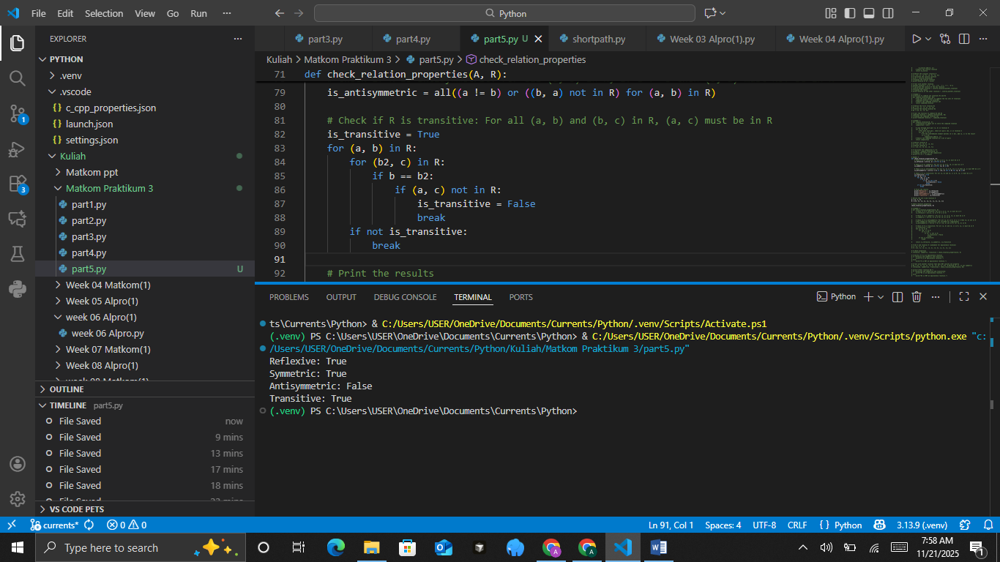 File Edit Selection View Go Run ···
Python
EXPLORER
PYTHON
.venv
.vscode
c_cpp_properties.json
launch.json
settings.json
Kuliah
Matkom ppt
Matkom Praktikum 3
part1.py
part2.py
part3.py
part4.py
part5.py U
Week 04 Matkom(1)
Week 05 Alpro(1)
week 06 Alpro(1)
week 06 Alpro.py
Week 07 Matkom(1)
Week 08 Alpro(1)
OUTLINE
TIMELINE part5.py
File Saved now
File Saved 9 mins
File Saved 13 mins
File Saved 17 mins
File Saved 18 mins
VS CODE PETS
1
3
part3.py part4.py part5.py U shortpath.py Week 03 Alpro(1).py Week 04 Alpro(1).py
Kuliah > Matkom Praktikum 3 > part5.py > check_relation_properties
71 def check_relation_properties(A, R):
79 is_antisymmetric = all((a != b) or ((b, a) not in R) for (a, b) in R)
80
81 # Check if R is transitive: For all (a, b) and (b, c) in R, (a, c) must be in R
82 is_transitive = True
83 for (a, b) in R:
84 for (b2, c) in R:
85 if b == b2:
86 if (a, c) not in R:
87 is_transitive = False
88 break
89 if not is_transitive:
90 break
91
92 # Print the results
PROBLEMS OUTPUT DEBUG CONSOLE TERMINAL PORTS
Python
ts\Currents\Python> & C:/Users/USER/OneDrive/Documents/Currents/Python/.venv/Scripts/Activate.ps1
(.venv) PS C:\Users\USER\OneDrive\Documents\Currents\Python> & C:/Users/USER/OneDrive/Documents/Currents/Python/.venv/Scripts/python.exe "c:
/Users/USER/OneDrive/Documents/Currents/Python/Kuliah/Matkom Praktikum 3/part5.py"
Reflexive: True
Symmetric: True
Antisymmetric: False
Transitive: True
(.venv) PS C:\Users\USER\OneDrive\Documents\Currents\Python>
currents* 0 0 Ln 91, Col 1 Spaces: 4 UTF-8 CRLF { } Python 3.13.9 (.venv)
Type here to search
7:58 AM
11/21/2025
1